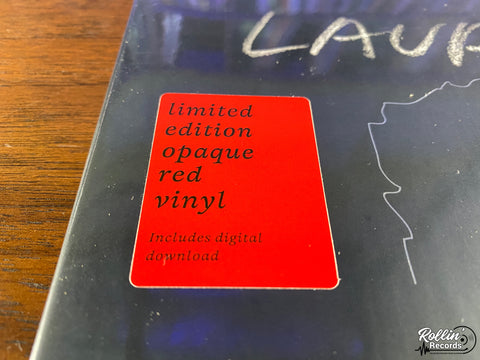 limited
edition
opaque
red
vinyl
Includes digital
download
Rollin'
Records